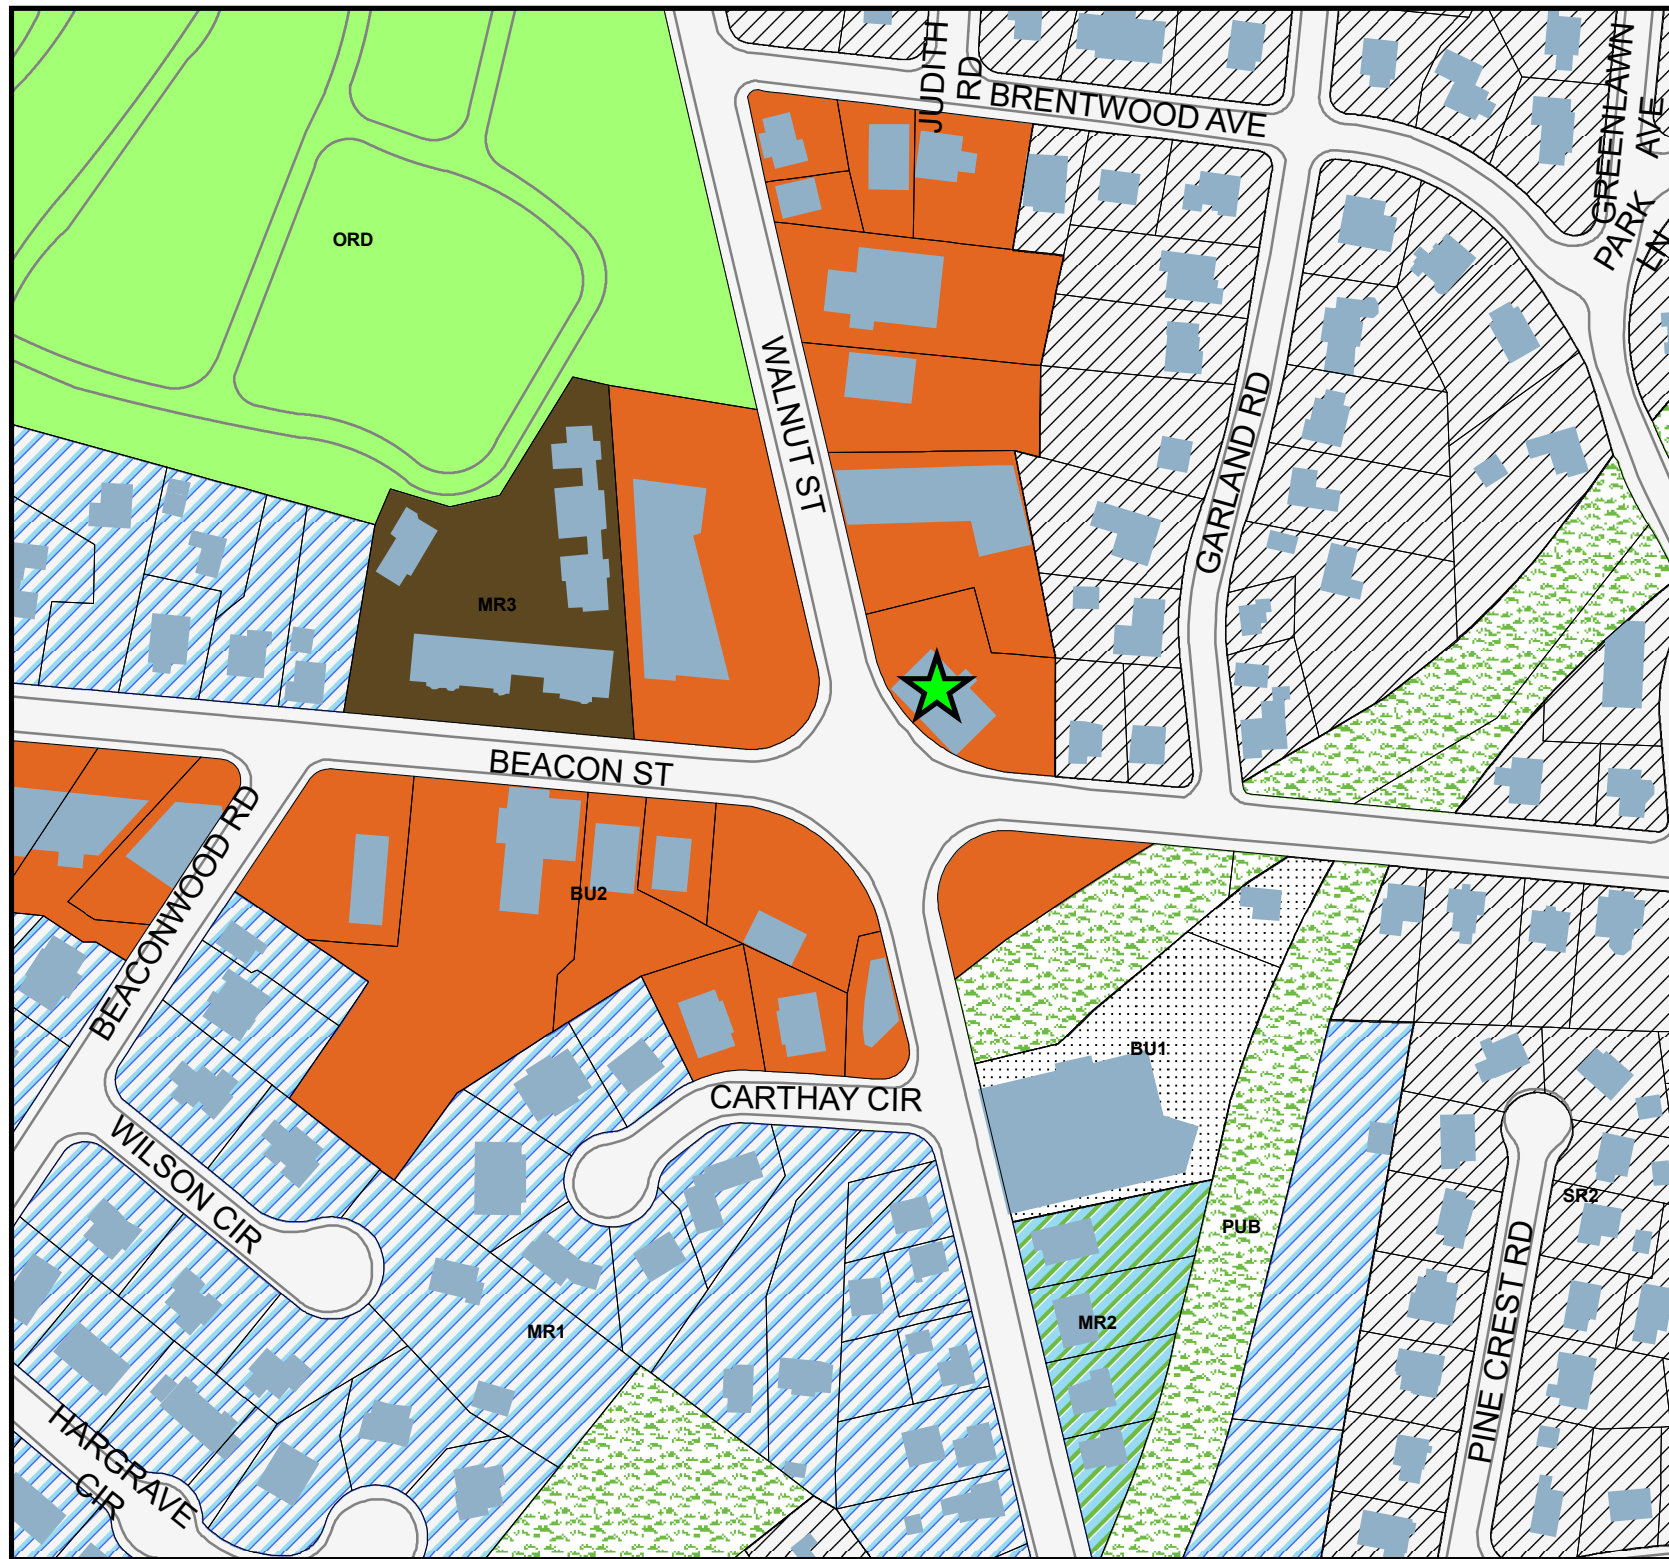 JUDITH
RD
BRENTWOOD AVE
GREENLAWN
AVE
PARK
LN
ORD
WALNUT ST
GARLAND RD
MR3
BEACON ST
BEACONWOOD RD
BU2
BU1
CARTHAY CIR
WILSON CIR
SR2
PUB
MR1
MR2
PINE CREST RD
HARGRAVE
CIR